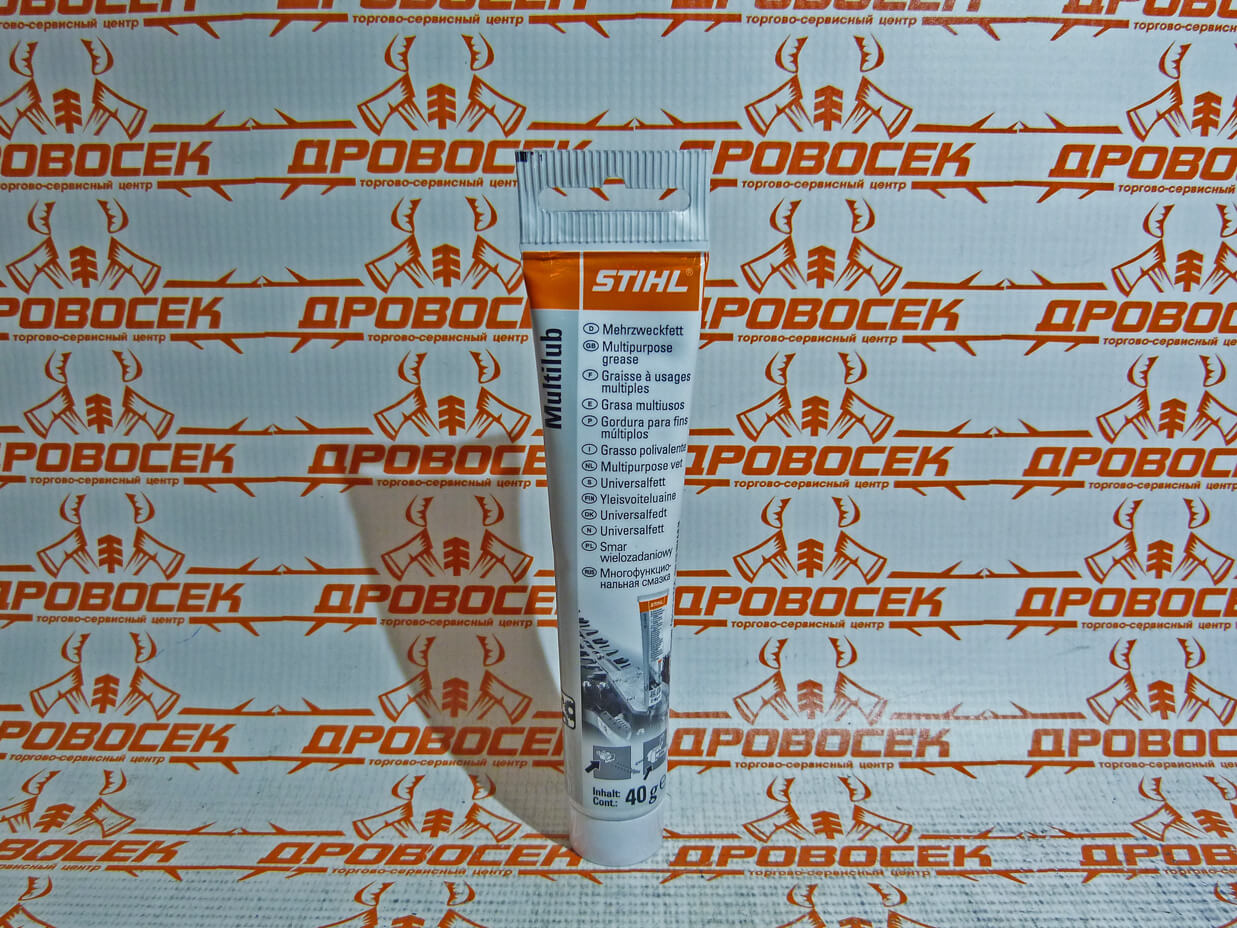 ДРОВОСЕК
торгово-сервисный центр
STIHL®
Multilub
D Mehrzweckfett
GB Multipurpose
grease
F Graisse à usages
multiples
E Grasa multiusos
P Gordura para fins
múltiplos
I Grasso polivalente
NL Multipurpose vet
S Universalfett
FIN Yleisvoiteluaine
DK Universalfedt
N Universalfett
PL Smar
wielozadaniowy
RUS Многофункцио-
нальная смазка
STIHL
Inhalt:
Cont.: 40 g e